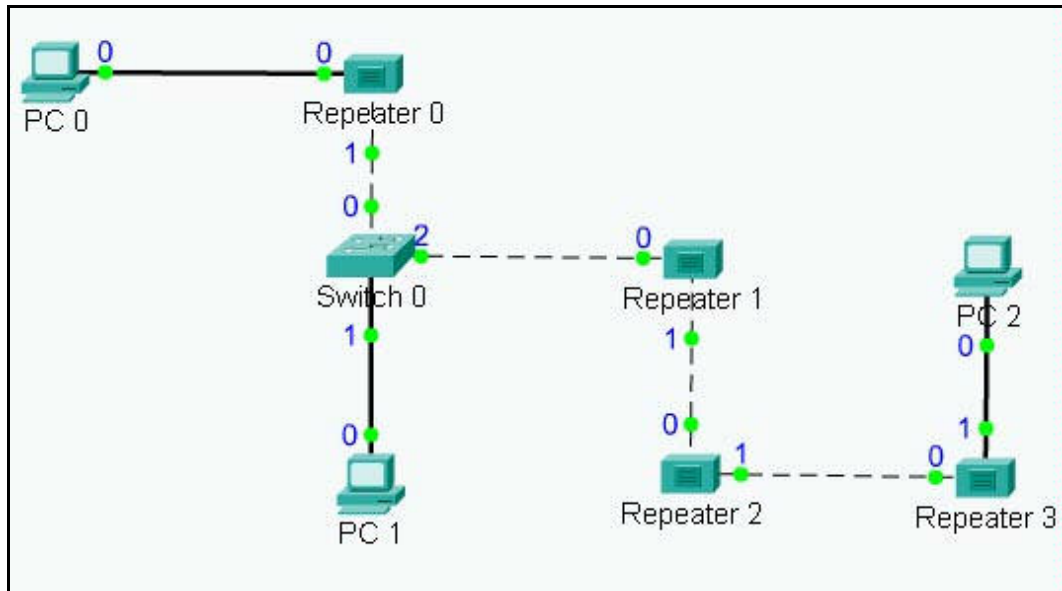 0 0
PC 0 Repeater 0
1
0
2 0
Switch 0 Repeater 1 PC 2
1 1 0
0 0 1 1 0
PC 1 Repeater 2 Repeater 3